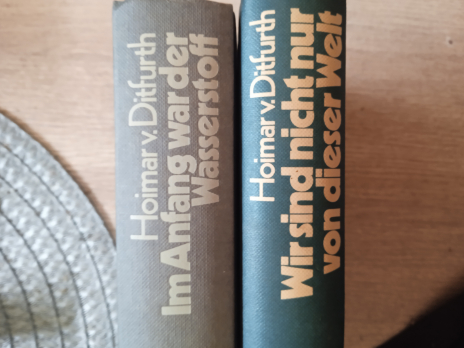 Hoimar v. Ditfurth
Im Anfang war der
Wasserstoff
Hoimar v. Ditfurth
Wir sind nicht nur
von dieser Welt